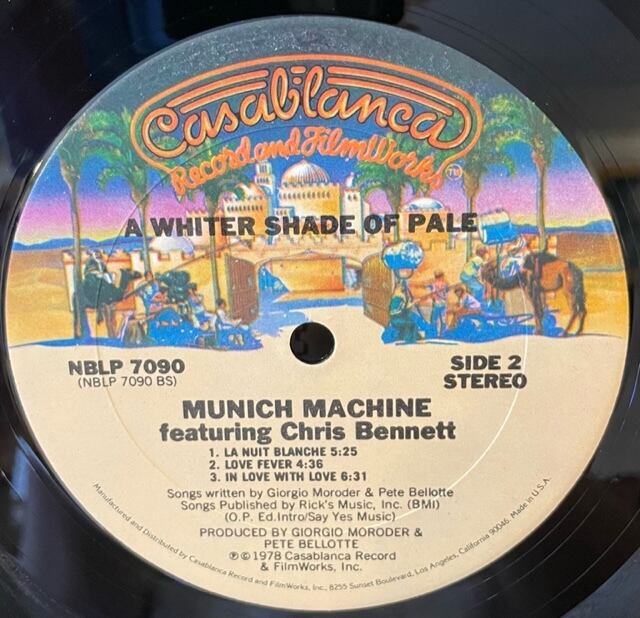 Casablanca
Record and FilmWorks TM
A WHITER SHADE OF PALE
NBLP 7090
(NBLP 7090 BS)
SIDE 2
STEREO
MUNICH MACHINE
featuring Chris Bennett
1. LA NUIT BLANCHE 5:25
2. LOVE FEVER 4:36
3. IN LOVE WITH LOVE 6:31
Songs written by Giorgio Moroder & Pete Bellotte
Songs Published by Rick's Music, Inc. (BMI)
(O.P. Ed.Intro/Say Yes Music)
PRODUCED BY GIORGIO MORODER &
PETE BELLOTTE
℗ © 1978 Casablanca Record
& FilmWorks, Inc.
Manufactured and Distributed by Casablanca Record and FilmWorks, Inc., 8255 Sunset Boulevard, Los Angeles, California 90046. Made in U.S.A.